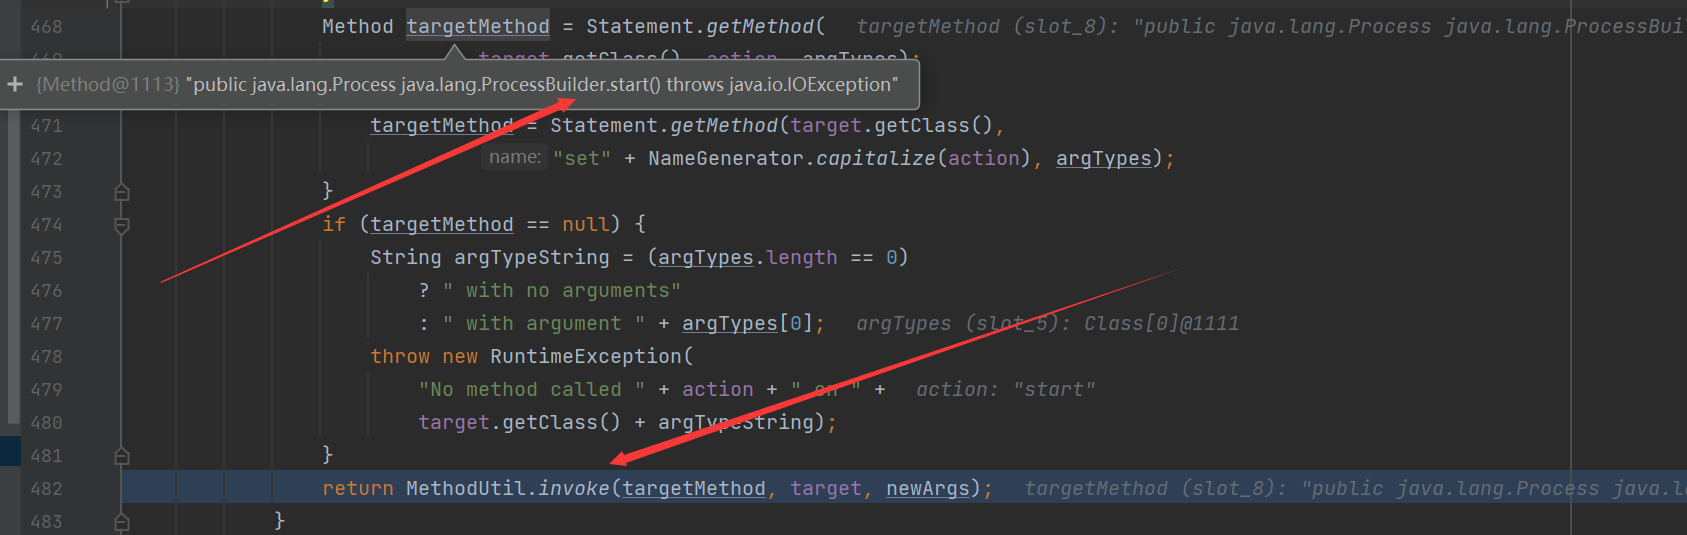 468 Method targetMethod = Statement.getMethod( targetMethod (slot_8): "public java.lang.Process java.lang.ProcessBui
target.getClass(), action, argTypes);
{Method@1113} "public java.lang.Process java.lang.ProcessBuilder.start() throws java.io.IOException"
471 targetMethod = Statement.getMethod(target.getClass(),
472 name: "set" + NameGenerator.capitalize(action), argTypes);
473 }
474 if (targetMethod == null) {
475 String argTypeString = (argTypes.length == 0)
476 ? " with no arguments"
477 : " with argument " + argTypes[0]; argTypes (slot_5): Class[0]@1111
478 throw new RuntimeException(
479 "No method called " + action + " on " + action: "start"
480 target.getClass() + argTypeString);
481 }
482 return MethodUtil.invoke(targetMethod, target, newArgs); targetMethod (slot_8): "public java.lang.Process java.l
483 }